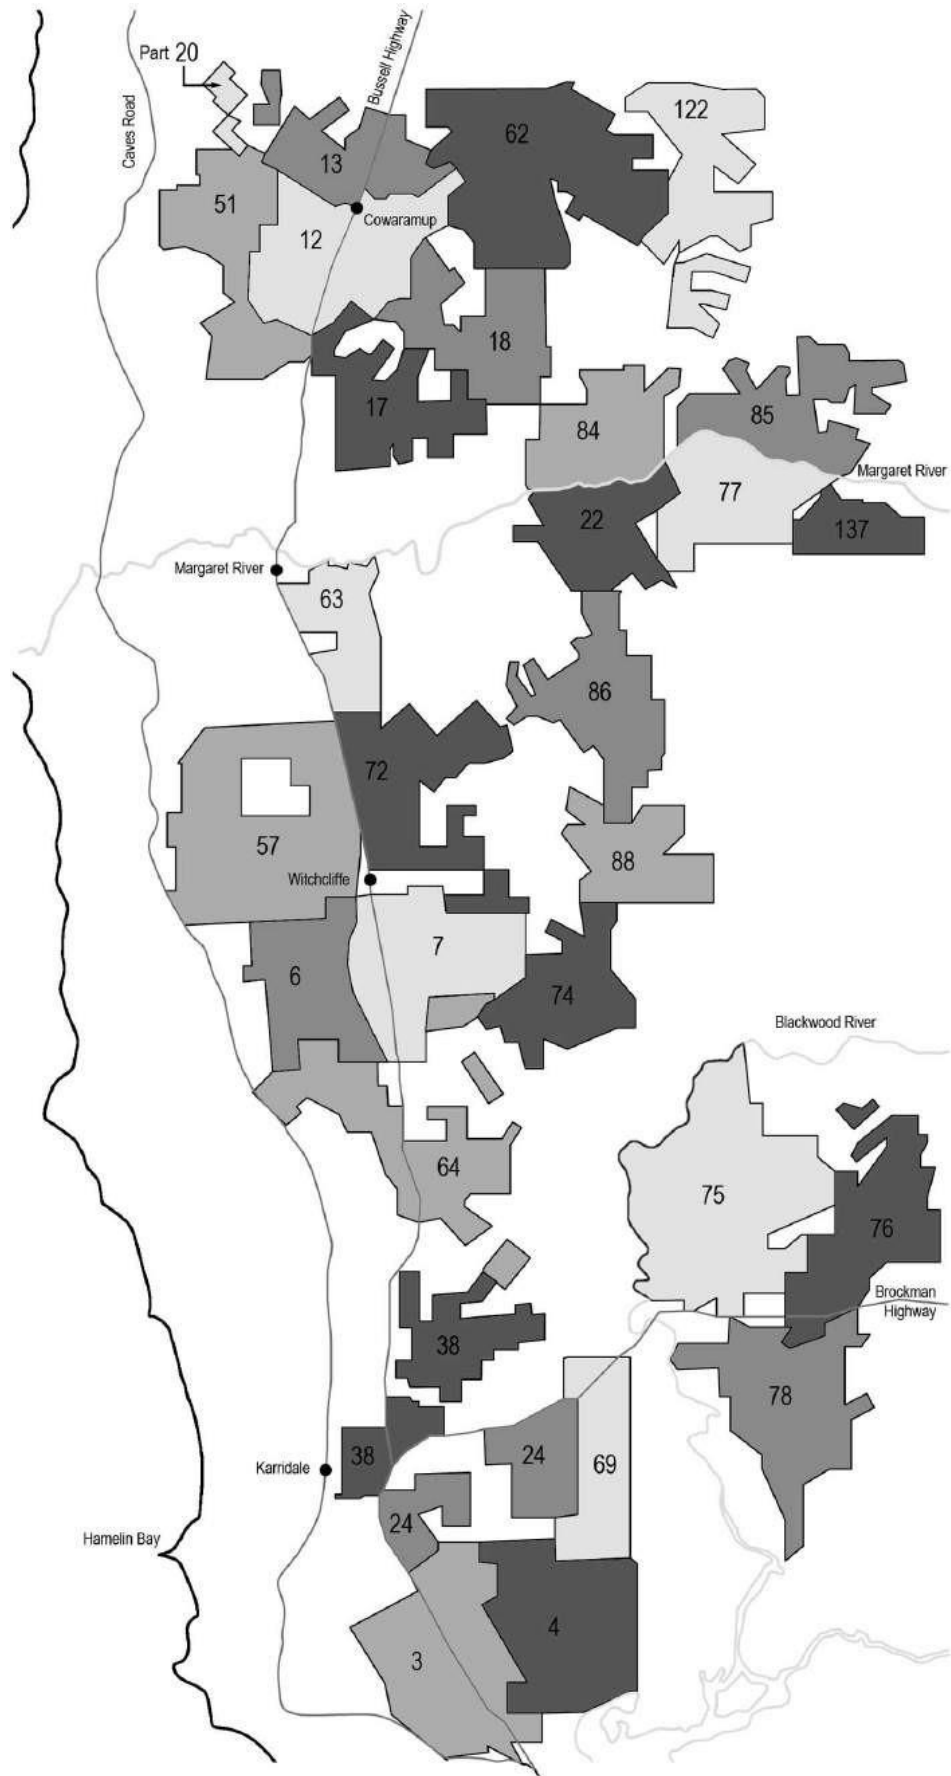 Part 20
Caves Road
Bussell Highway
62
122
13
51
12
Cowaramup
18
17
84
85
Margaret River
77
22
137
Margaret River
63
86
72
57
88
Witchcliffe
7
6
74
Blackwood River
64
75
76
Brockman
Highway
38
78
38
24
69
Karridale
24
Hamelin Bay
4
3